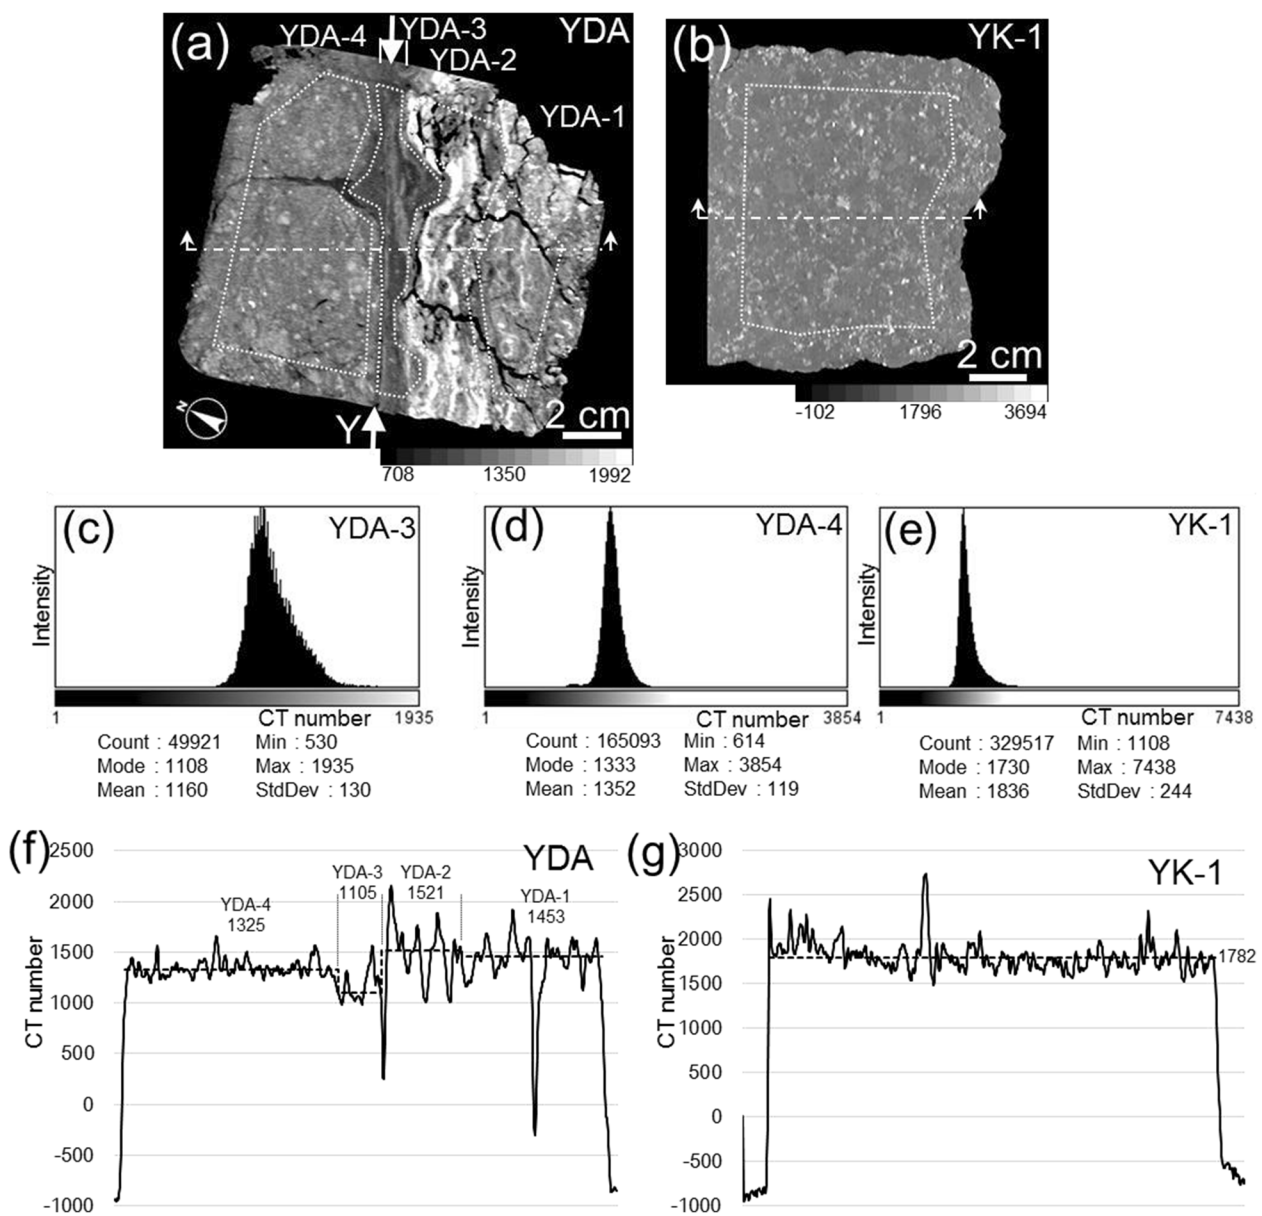 (a)
YDA-4
YDA-3
YDA
YDA-2
YDA-1
N
Y
2 cm
708 1350 1992
(b)
YK-1
2 cm
-102 1796 3694
(c)
YDA-3
Intensity
1 CT number 1935
Count : 49921 Min : 530
Mode : 1108 Max : 1935
Mean : 1160 StdDev : 130
(d)
YDA-4
Intensity
1 CT number 3854
Count : 165093 Min : 614
Mode : 1333 Max : 3854
Mean : 1352 StdDev : 119
(e)
YK-1
Intensity
1 CT number 7438
Count : 329517 Min : 1108
Mode : 1730 Max : 7438
Mean : 1836 StdDev : 244
(f)
YDA
CT number
2500
2000
1500
1000
500
0
-500
-1000
YDA-4
1325
YDA-3
1105
YDA-2
1521
YDA-1
1453
(g)
YK-1
CT number
3000
2500
2000
1500
1000
500
0
-500
-1000
1782